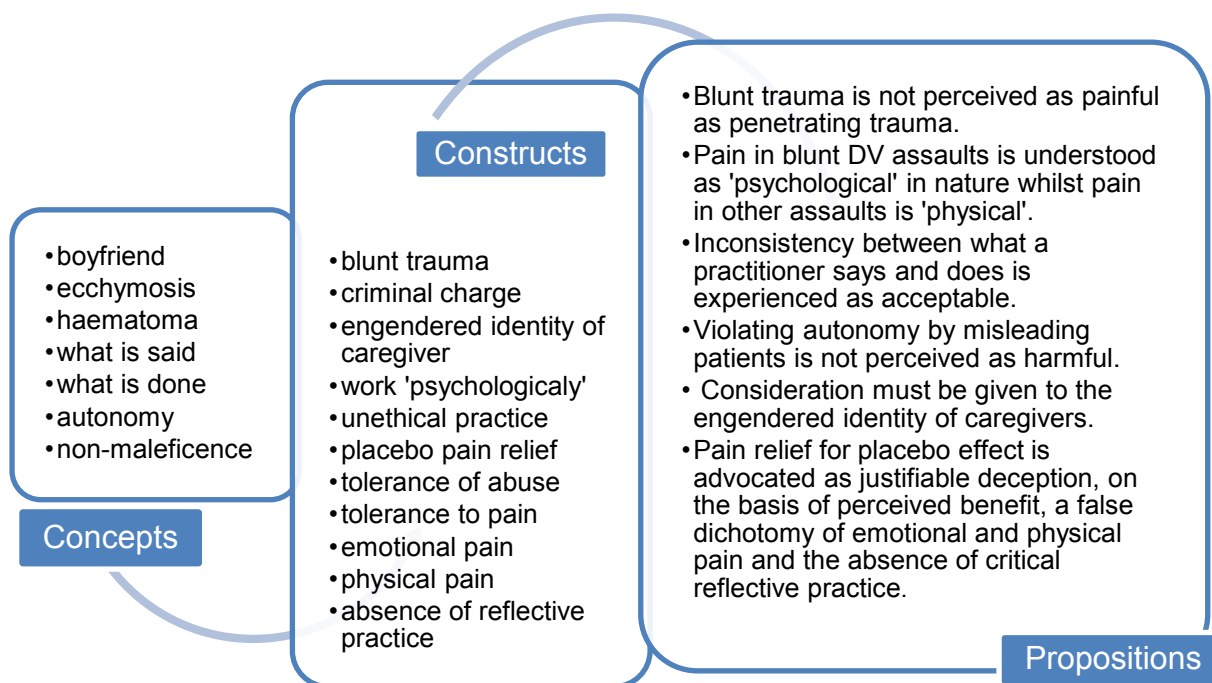 Concepts
•boyfriend
•ecchymosis
•haematoma
•what is said
•what is done
•autonomy
•non-maleficence
Constructs
•blunt trauma
•criminal charge
•engendered identity of
caregiver
•work 'psychologicaly'
•unethical practice
•placebo pain relief
•tolerance of abuse
•tolerance to pain
•emotional pain
•physical pain
•absence of reflective
practice
Propositions
•Blunt trauma is not perceived as painful
as penetrating trauma.
•Pain in blunt DV assaults is understood
as 'psychological' in nature whilst pain
in other assaults is 'physical'.
•Inconsistency between what a
practitioner says and does is
experienced as acceptable.
•Violating autonomy by misleading
patients is not perceived as harmful.
• Consideration must be given to the
engendered identity of caregivers.
•Pain relief for placebo effect is
advocated as justifiable deception, on
the basis of perceived benefit, a false
dichotomy of emotional and physical
pain and the absence of critical
reflective practice.